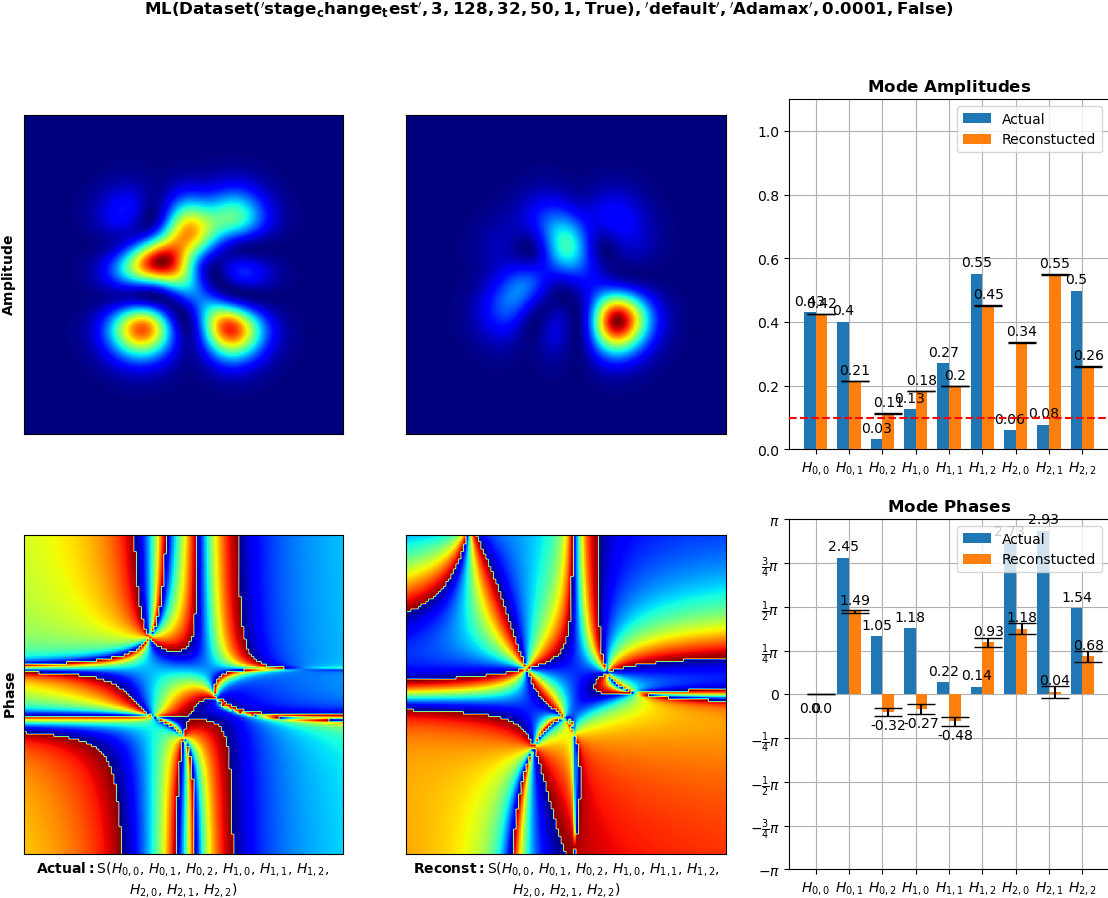 ML(Dataset('stage_change_test', 3, 128, 32, 50, 1, True), 'default', 'Adamax', 0.0001, False)
Amplitude
Mode Amplitudes
Actual
Reconstucted
1.0
0.8
0.6
0.4
0.2
0.0
0.43
0.42
0.4
0.21
0.03
0.11
0.13
0.18
0.27
0.2
0.55
0.45
0.06
0.34
0.08
0.55
0.5
0.26
H0,0 H0,1 H0,2 H1,0 H1,1 H1,2 H2,0 H2,1 H2,2
Phase
Mode Phases
Actual
Reconstucted
π
3/4π
1/2π
1/4π
0
−1/4π
−1/2π
−3/4π
−π
0.0
0.0
2.45
1.49
1.05
-0.32
1.18
-0.27
0.22
-0.48
0.14
0.93
2.73
1.18
2.93
0.04
1.54
0.68
H0,0 H0,1 H0,2 H1,0 H1,1 H1,2 H2,0 H2,1 H2,2
Actual: S(H0,0, H0,1, H0,2, H1,0, H1,1, H1,2,
H2,0, H2,1, H2,2)
Reconst: S(H0,0, H0,1, H0,2, H1,0, H1,1, H1,2,
H2,0, H2,1, H2,2)